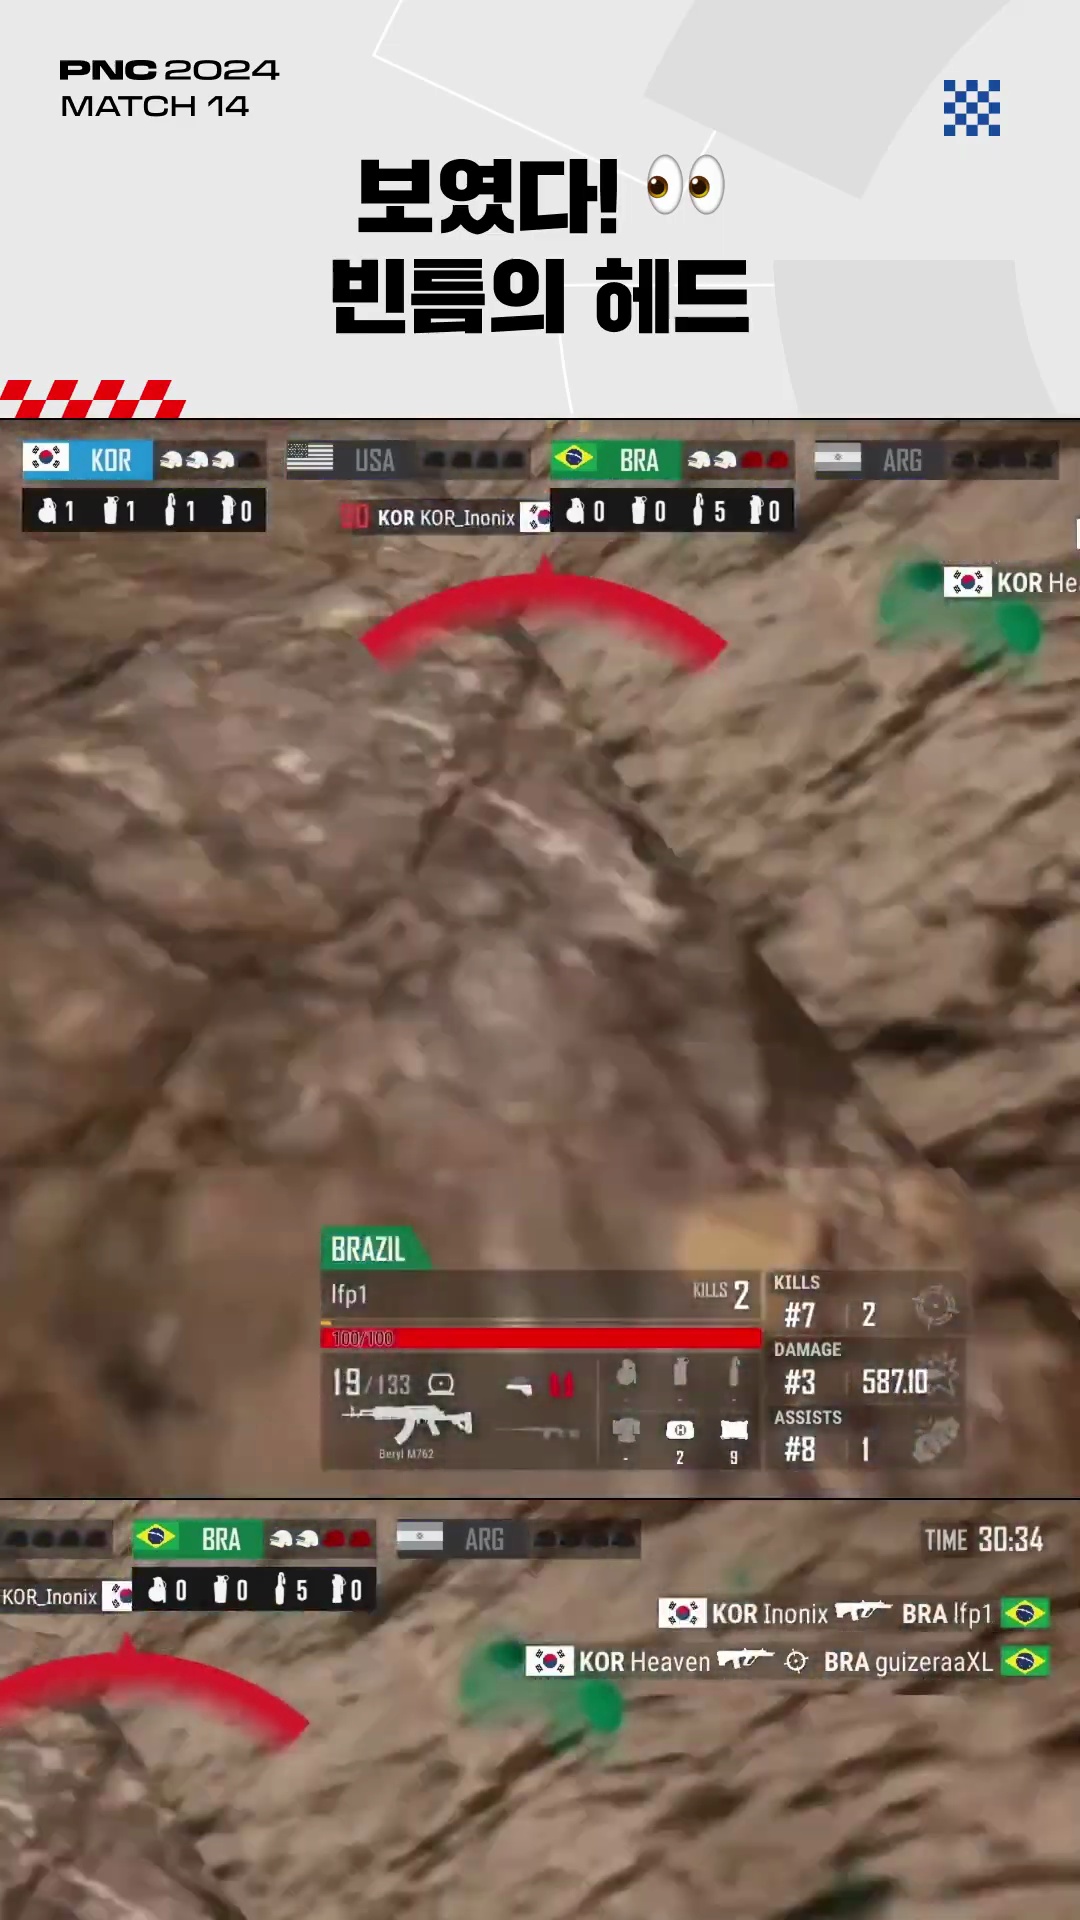 PNC 2024
MATCH 14
보였다! 👀
빈틈의 헤드
KOR USA BRA ARG
1 1 1 0 KOR KOR_Inonix 0 0 5 0
KOR Hea
BRAZIL
lfp1 KILLS 2
100/100
19/133
Beryl M762
2 9
KILLS
#7 2
DAMAGE
#3 587.10
ASSISTS
#8 1
BRA ARG TIME 30:34
KOR_Inonix 0 0 5 0
KOR Inonix BRA lfp1
KOR Heaven BRA guizeraaXL